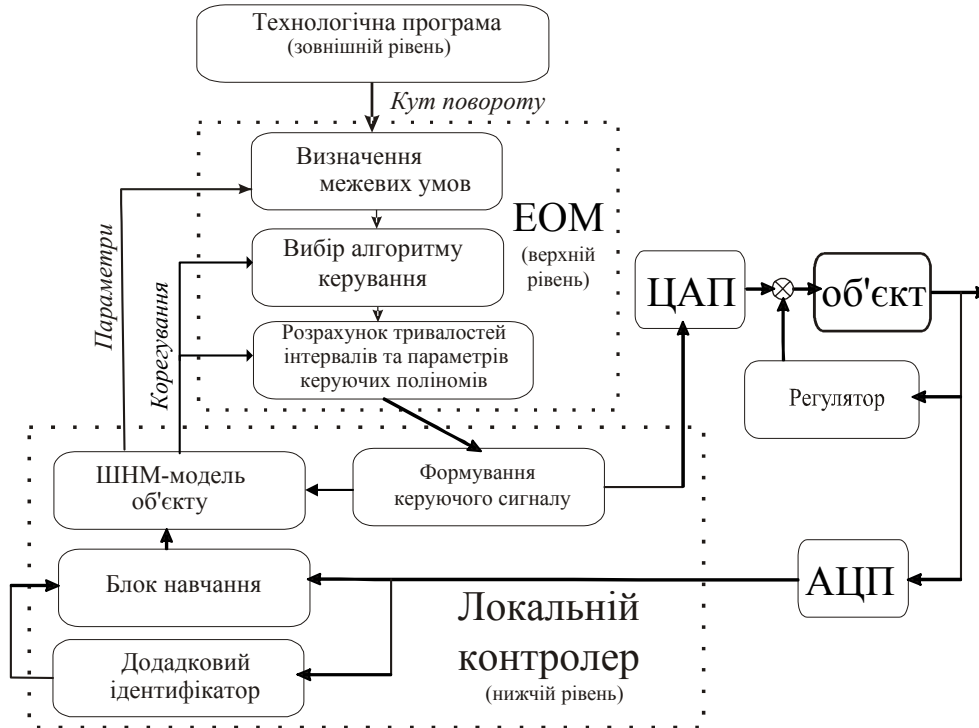 Технологічна програма
(зовнішній рівень)
Кут повороту
Визначення
межевих умов
ЕОМ
(верхній
рівень)
Параметри
Вибір алгоритму
керування
Корегування
Розрахунок тривалостей
інтервалів та параметрів
керуючих поліномів
ЦАП
об'єкт
Регулятор
ШНМ-модель
об'єкту
Формування
керуючого сигналу
Блок навчання
АЦП
Локальній
контролер
(нижчій рівень)
Додадковий
ідентифікатор